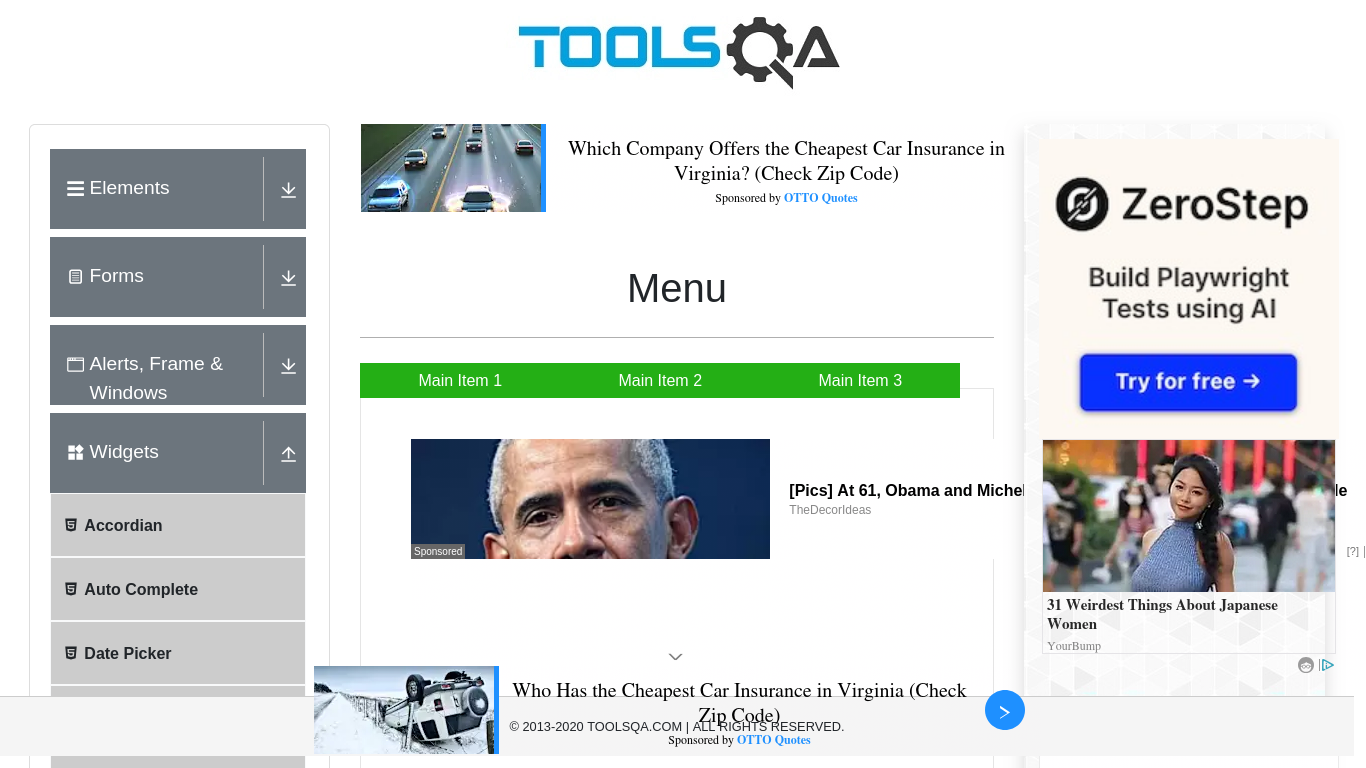 TOOLSQA
Elements
Forms
Alerts, Frame &
Windows
Widgets
Accordian
Auto Complete
Date Picker
Which Company Offers the Cheapest Car Insurance in
Virginia? (Check Zip Code)
Sponsored by OTTO Quotes
Menu
Main Item 1
Main Item 2
Main Item 3
Sponsored
[Pics] At 61, Obama and
TheDecorIdeas
[?]
ZeroStep
Build Playwright
Tests using AI
Try for free →
31 Weirdest Things About Japanese
Women
YourBump
Who Has the Cheapest Car Insurance in Virginia (Check
Zip Code)
© 2013-2020 TOOLSQA.COM | ALL RIGHTS RESERVED.
Sponsored by OTTO Quotes